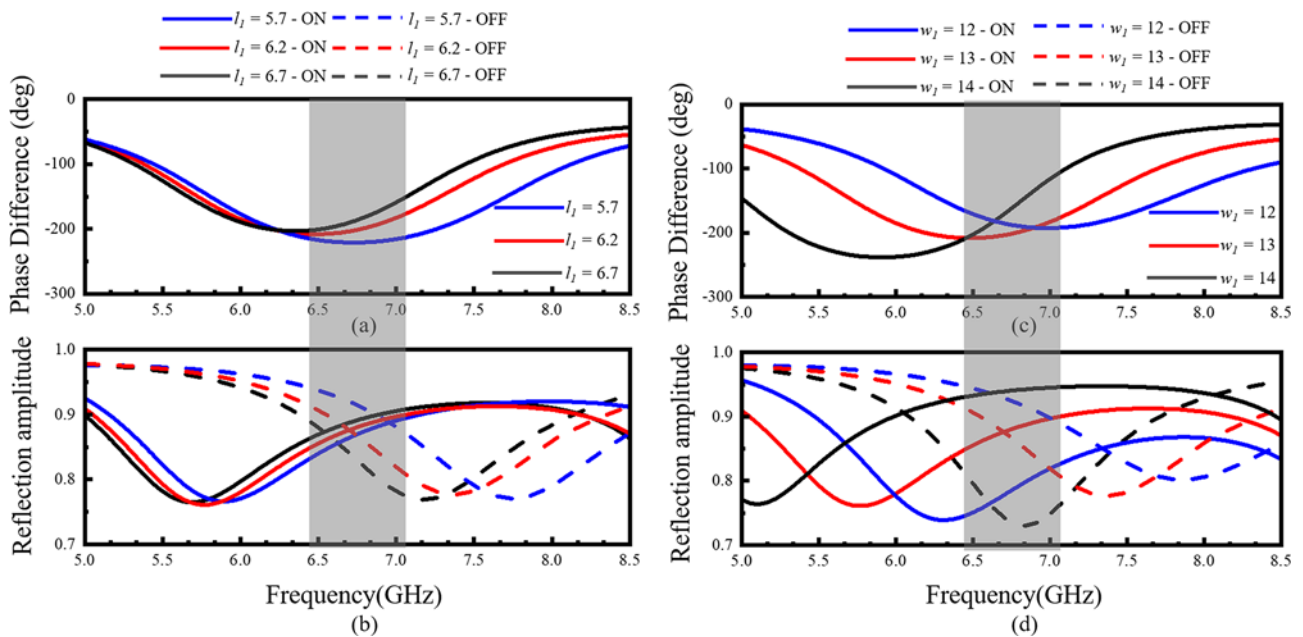 l1 = 5.7 - ON l1 = 5.7 - OFF
l1 = 6.2 - ON l1 = 6.2 - OFF
l1 = 6.7 - ON l1 = 6.7 - OFF
Phase Difference (deg)
0
-100
-200
-300
l1 = 5.7
l1 = 6.2
l1 = 6.7
5.0 5.5 6.0 6.5 7.0 7.5 8.0 8.5
(a)
Reflection amplitude
1.0
0.9
0.8
0.7
5.0 5.5 6.0 6.5 7.0 7.5 8.0 8.5
Frequency(GHz)
(b)
w1 = 12 - ON w1 = 12 - OFF
w1 = 13 - ON w1 = 13 - OFF
w1 = 14 - ON w1 = 14 - OFF
Phase Difference (deg)
0
-100
-200
-300
w1 = 12
w1 = 13
w1 = 14
5.0 5.5 6.0 6.5 7.0 7.5 8.0 8.5
(c)
Reflection amplitude
1.0
0.9
0.8
0.7
5.0 5.5 6.0 6.5 7.0 7.5 8.0 8.5
Frequency(GHz)
(d)